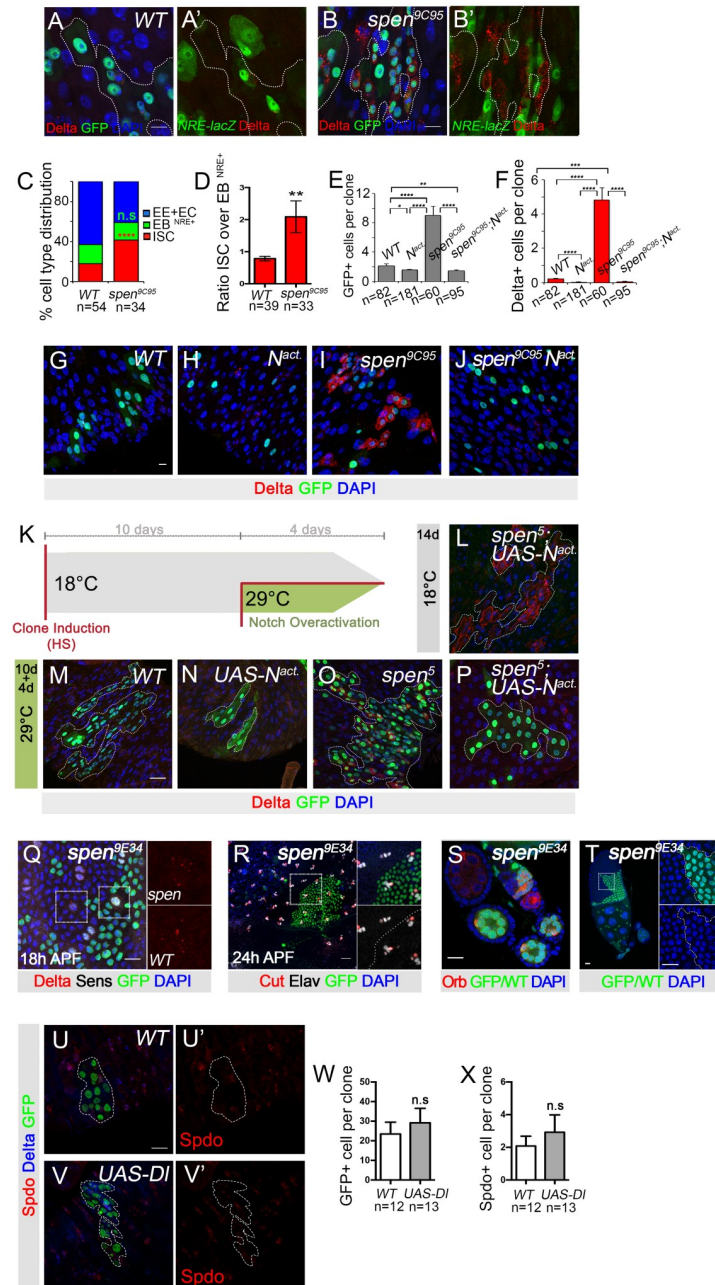 A WT
Delta GFP
A'
NRE-lacZ Delta
B spen9C95
Delta GFP
B'
NRE-lacZ Delta
C
% cell type distribution
80
40
0
n.s
****
EE+EC
EB NRE+
ISC
WT
n=54
spen9C95
n=34
D
Ratio ISC over EB NRE+
3
2
1
0
**
WT
n=39
spen9C95
n=33
E
GFP+ cells per clone
12
10
8
6
4
2
0
**
****
* **** ****
WT
Nact.
spen9C95
spen9C95;Nact.
n=82
n=181
n=60
n=95
F
Delta+ cells per clone
6
4
2
0
***
****
**** ****
WT
Nact.
spen9C95
spen9C95;Nact.
n=82
n=181
n=60
n=95
G WT
H Nact.
I spen9C95
J spen9C95 Nact.
Delta GFP DAPI
K
10 days
4 days
18°C
29°C
Clone Induction
(HS)
Notch Overactivation
14d
18°C
L spen5;
UAS-Nact.
10d
+
4d
29°C
M WT
N UAS-Nact.
O spen5
P spen5;
UAS-Nact.
Delta GFP DAPI
Q spen9E34
18h APF
spen
WT
Delta Sens GFP DAPI
R spen9E34
24h APF
Cut Elav GFP DAPI
S spen9E34
Orb GFP/WT DAPI
T spen9E34
GFP/WT DAPI
Spdo Delta GFP
U WT
U'
Spdo
V UAS-Dl
V'
Spdo
W
GFP+ cell per clone
50
40
30
20
10
0
n.s
WT
n=12
UAS-Dl
n=13
X
Spdo+ cell per clone
6
4
2
0
n.s
WT
n=12
UAS-Dl
n=13